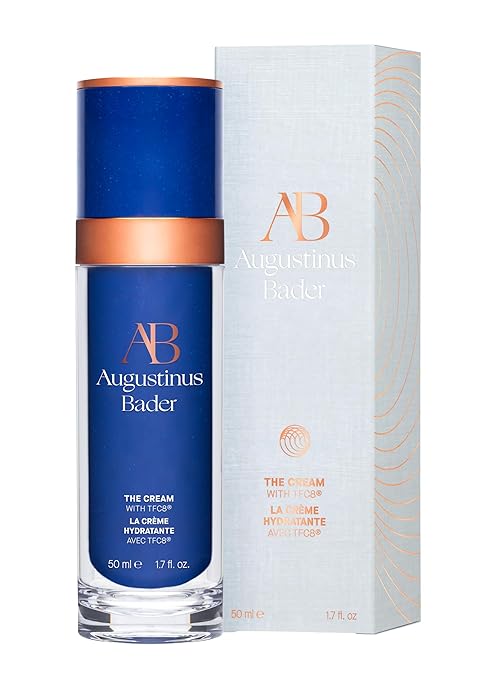 AB
Augustinus
Bader
THE CREAM
WITH TFC8®
LA CRÈME
HYDRATANTE
AVEC TFC8®
50 ml ℮ 1.7 fl. oz.
AB
Augustinus
Bader
THE CREAM
WITH TFC8®
LA CRÈME
HYDRATANTE
AVEC TFC8®
50 ml ℮ 1.7 fl. oz